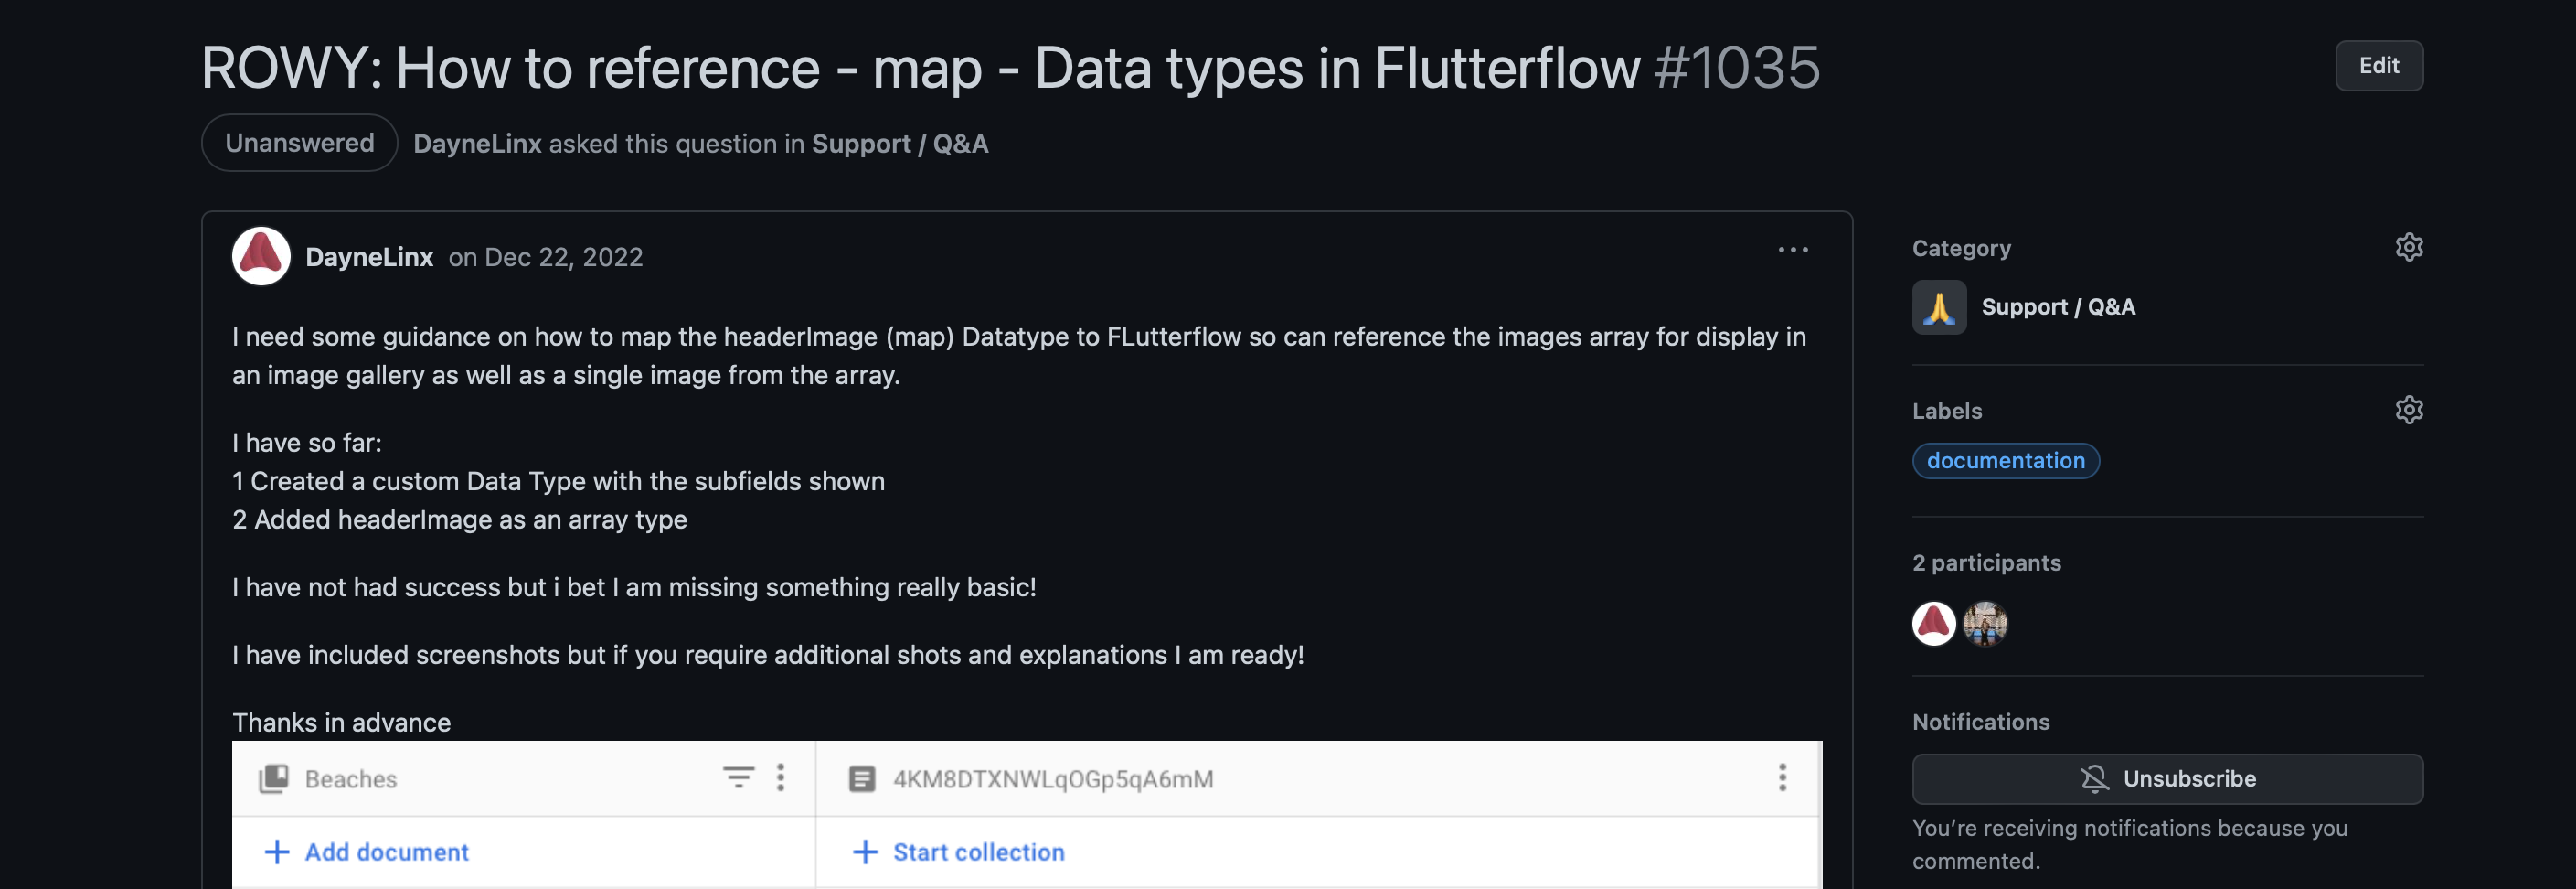 ROWY: How to reference - map - Data types in Flutterflow #1035
Edit
Unanswered
DayneLinx asked this question in Support / Q&A
DayneLinx on Dec 22, 2022
I need some guidance on how to map the headerImage (map) Datatype to FLutterflow so can reference the images array for display in
an image gallery as well as a single image from the array.
I have so far:
1 Created a custom Data Type with the subfields shown
2 Added headerImage as an array type
I have not had success but i bet I am missing something really basic!
I have included screenshots but if you require additional shots and explanations I am ready!
Thanks in advance
Beaches
4KM8DTXNWLqOGp5qA6mM
+ Add document
+ Start collection
Category
Support / Q&A
Labels
documentation
2 participants
Notifications
Unsubscribe
You're receiving notifications because you
commented.